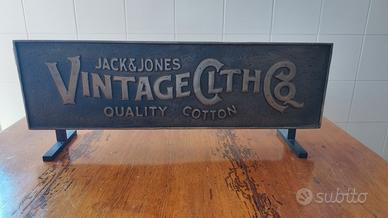 JACK&JONES
VINTAGE CLTH Co
QUALITY COTTON
subito